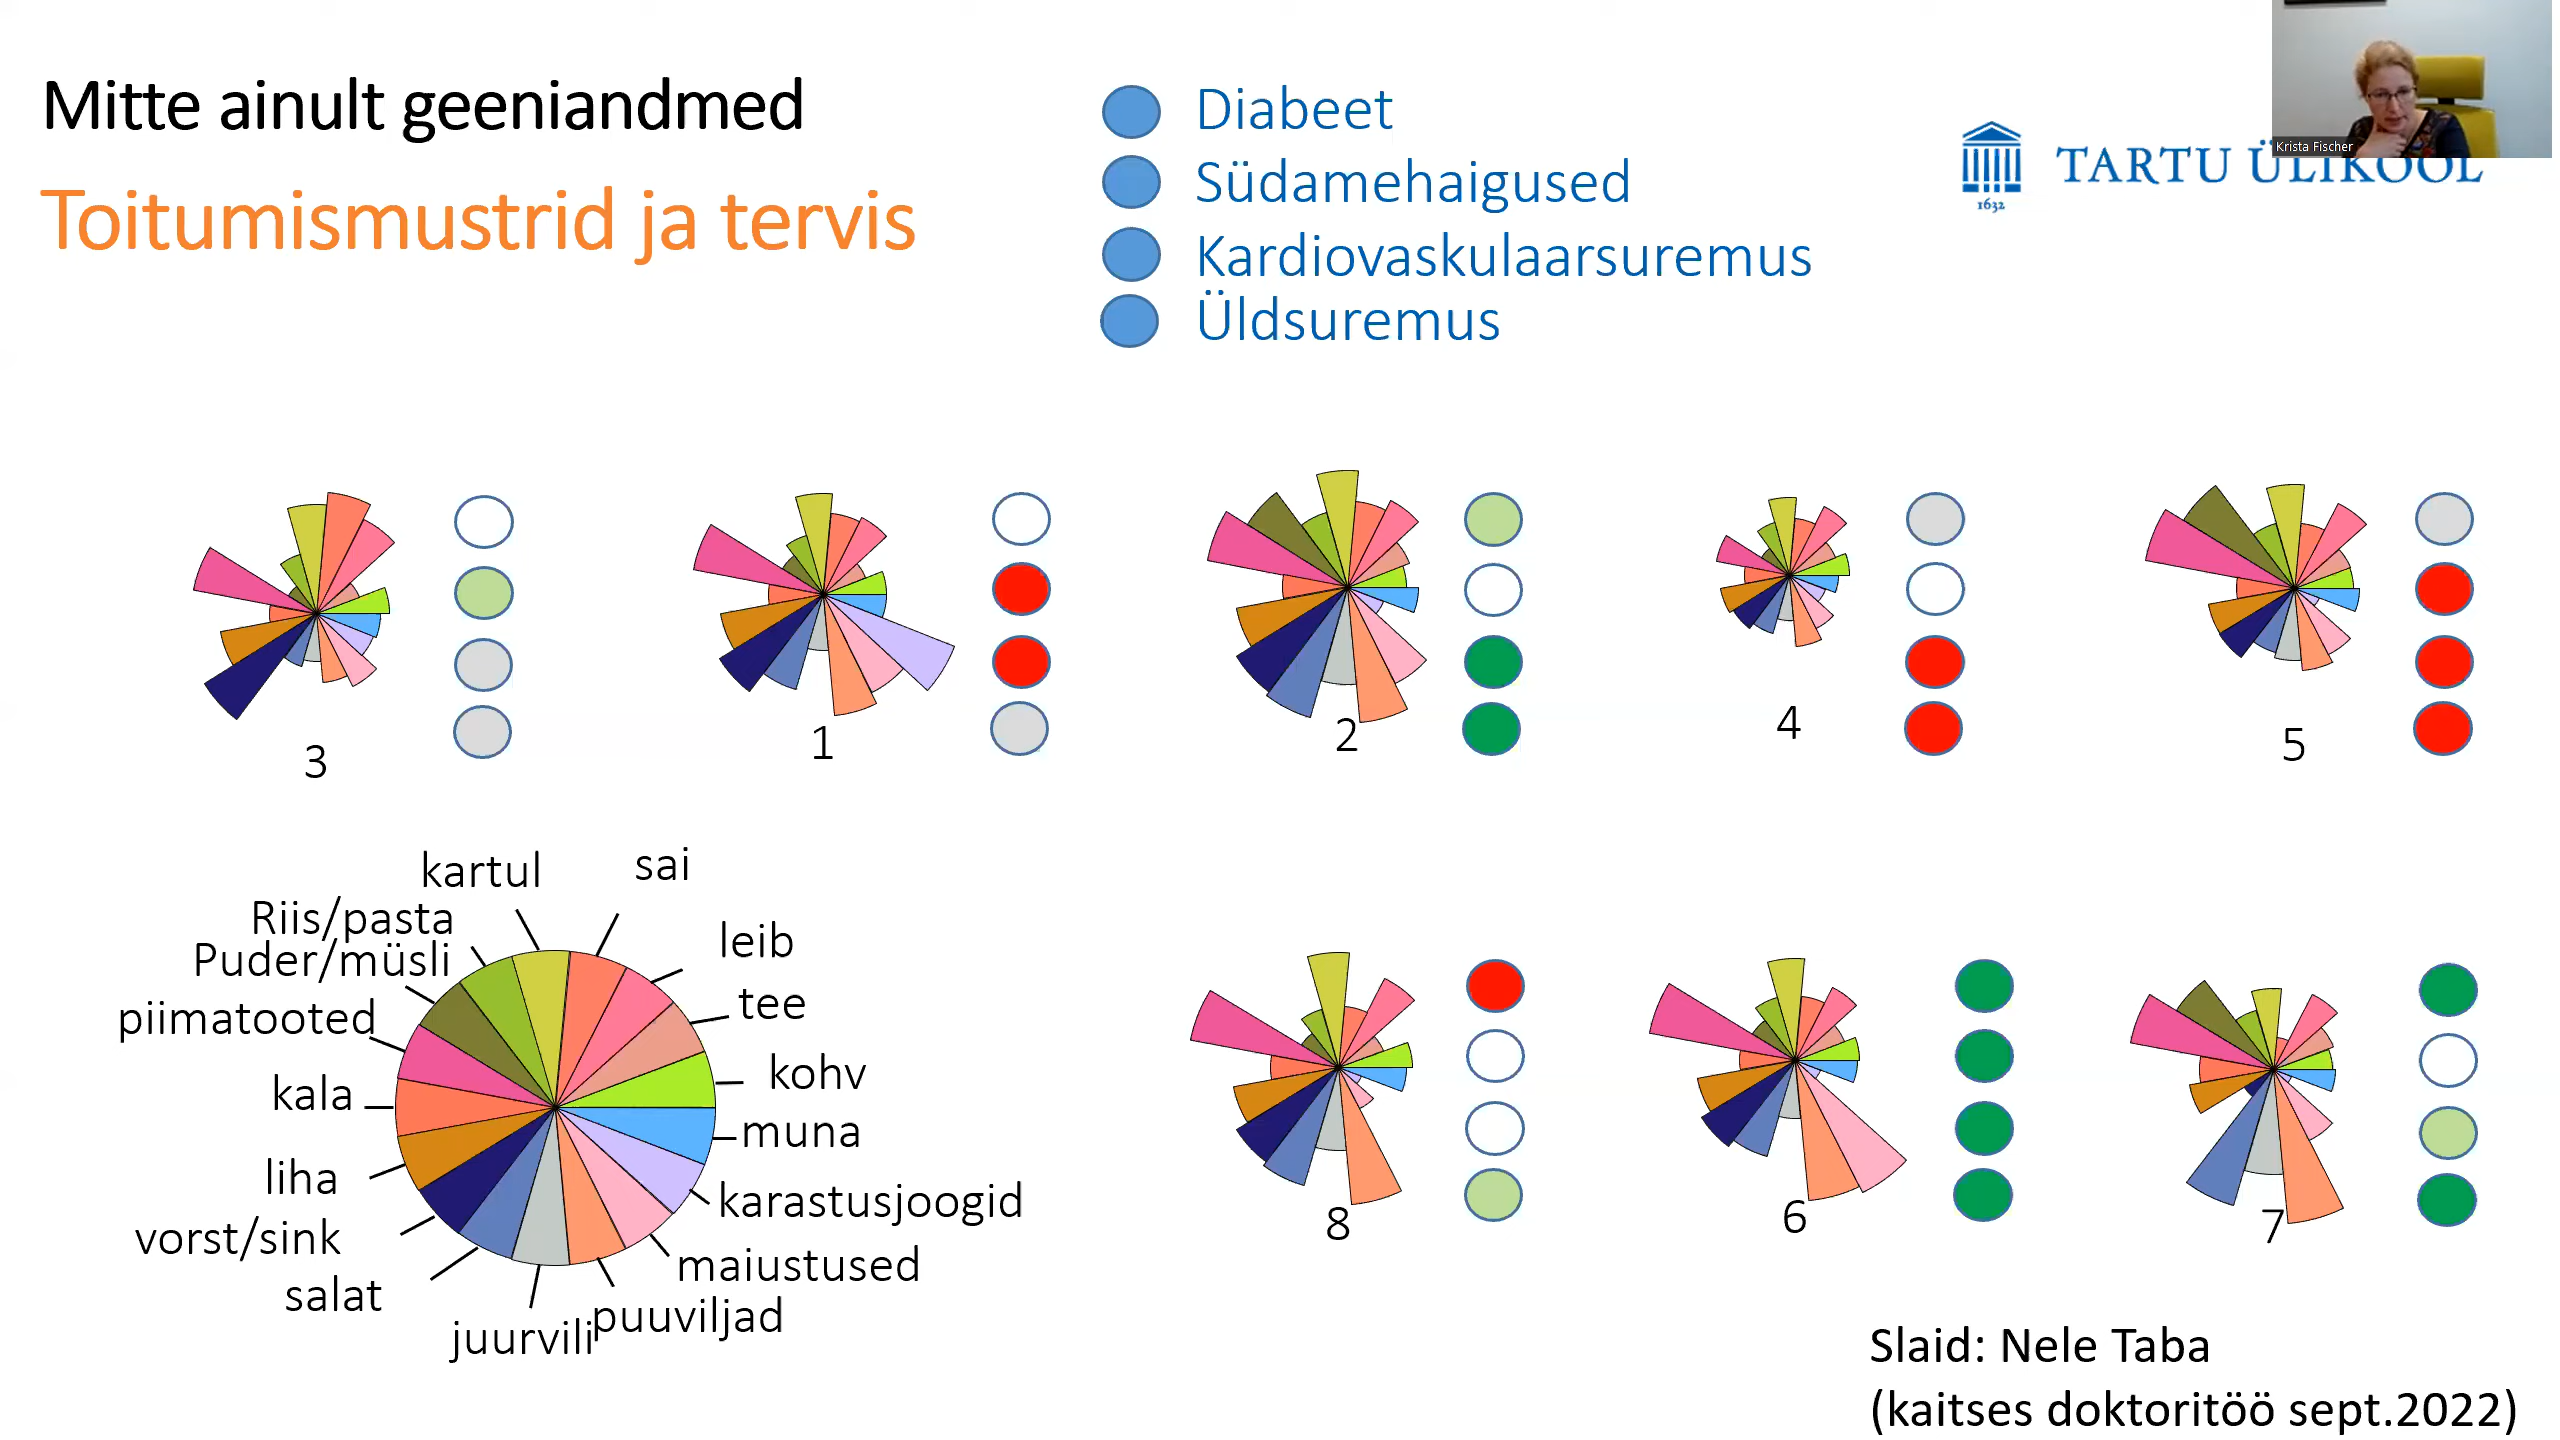 Mitte ainult geeniandmed
Toitumismustrid ja tervis
Diabeet
Südamehaigused
Kardiovaskulaarsuremus
Üldsuremus
TARTU ÜLIKOOL
1632
Krista Fischer
3
1
2
4
5
kartul
sai
Riis/pasta
leib
Puder/müsli
tee
piimatooted
kohv
kala
muna
liha
karastusjoogid
vorst/sink
maiustused
salat
puuviljad
juurvili
8
6
7
Slaid: Nele Taba
(kaitses doktoritöö sept.2022)